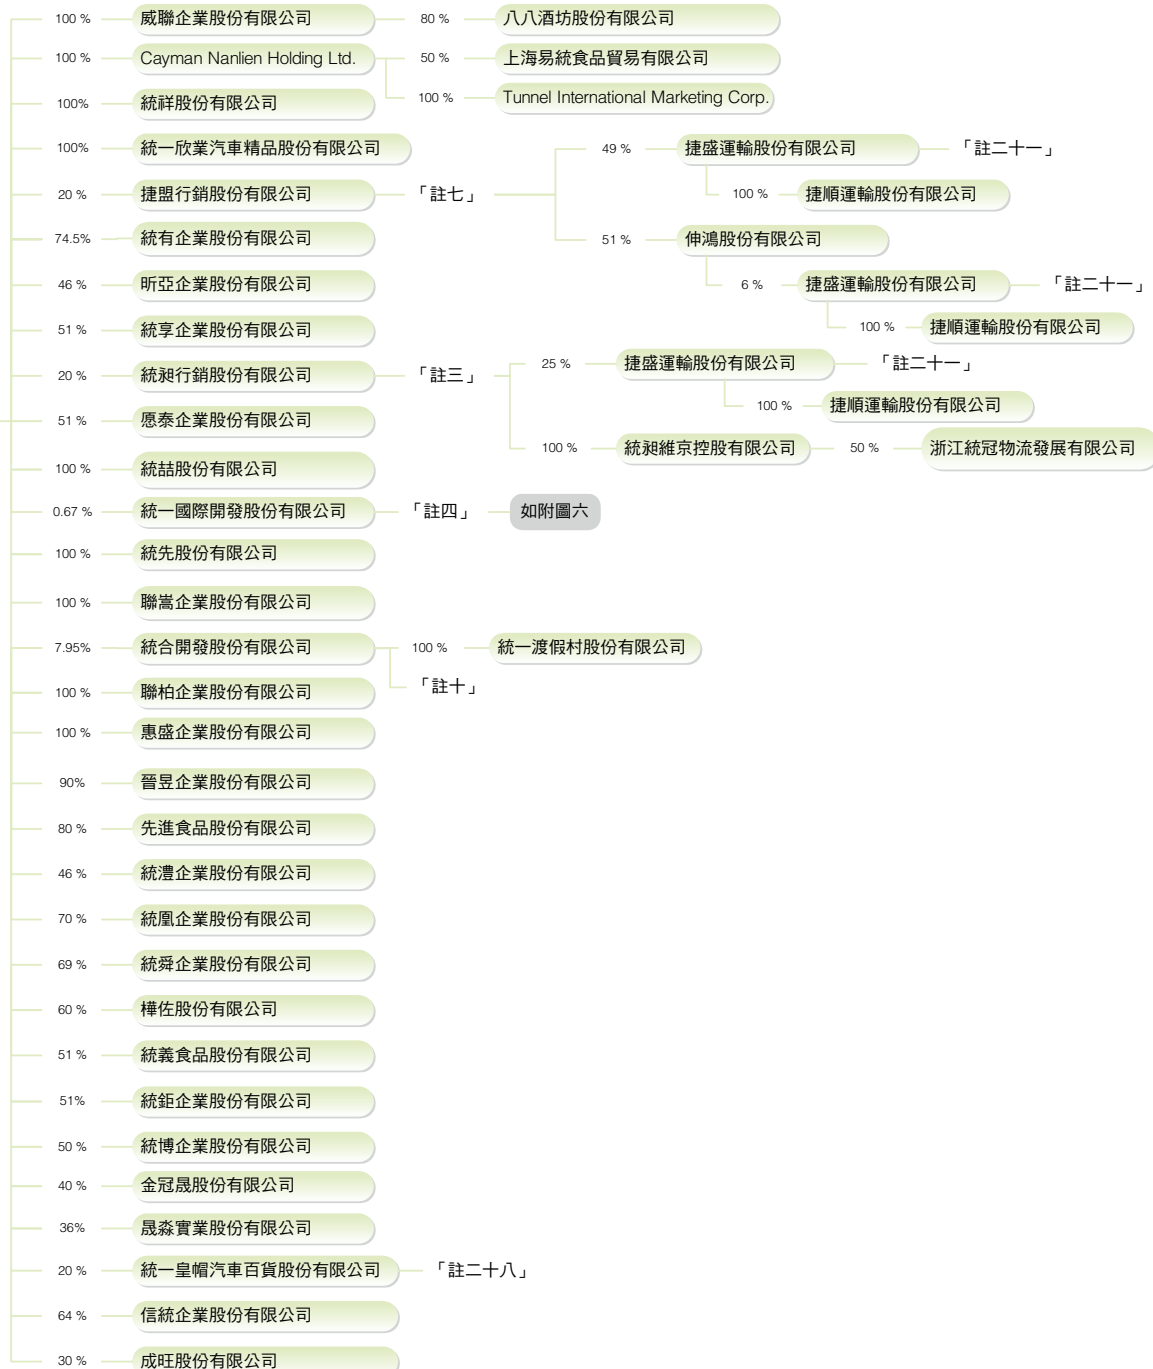 100 % 威聯企業股份有限公司 80 % 八八酒坊股份有限公司
100 % Cayman Nanlien Holding Ltd. 50 % 上海易統食品貿易有限公司
100 % Tunnel International Marketing Corp.
100% 統祥股份有限公司
100% 統一欣業汽車精品股份有限公司 49 % 捷盛運輸股份有限公司 「註二十一」
20 % 捷盟行銷股份有限公司 「註七」 100 % 捷順運輸股份有限公司
74.5% 統有企業股份有限公司 51 % 伸鴻股份有限公司
46 % 昕亞企業股份有限公司 6 % 捷盛運輸股份有限公司 「註二十一」
51 % 統享企業股份有限公司 100 % 捷順運輸股份有限公司
25 % 捷盛運輸股份有限公司 「註二十一」
20 % 統昶行銷股份有限公司 「註三」
100 % 捷順運輸股份有限公司
51 % 愿泰企業股份有限公司
100 % 統昶維京控股有限公司 50 % 浙江統冠物流發展有限公司
100 % 統喆股份有限公司
0.67 % 統一國際開發股份有限公司 「註四」 如附圖六
100 % 統先股份有限公司
100 % 聯嵩企業股份有限公司
7.95% 統合開發股份有限公司 100 % 統一渡假村股份有限公司
「註十」
100 % 聯柏企業股份有限公司
100 % 惠盛企業股份有限公司
90% 晉昱企業股份有限公司
80 % 先進食品股份有限公司
46 % 統澧企業股份有限公司
70 % 統凰企業股份有限公司
69 % 統舜企業股份有限公司
60 % 樺佐股份有限公司
51 % 統義食品股份有限公司
51% 統鉅企業股份有限公司
50 % 統博企業股份有限公司
40 % 金冠晟股份有限公司
36% 晟淼實業股份有限公司
20 % 統一皇帽汽車百貨股份有限公司 「註二十八」
64 % 信統企業股份有限公司
30 % 成旺股份有限公司